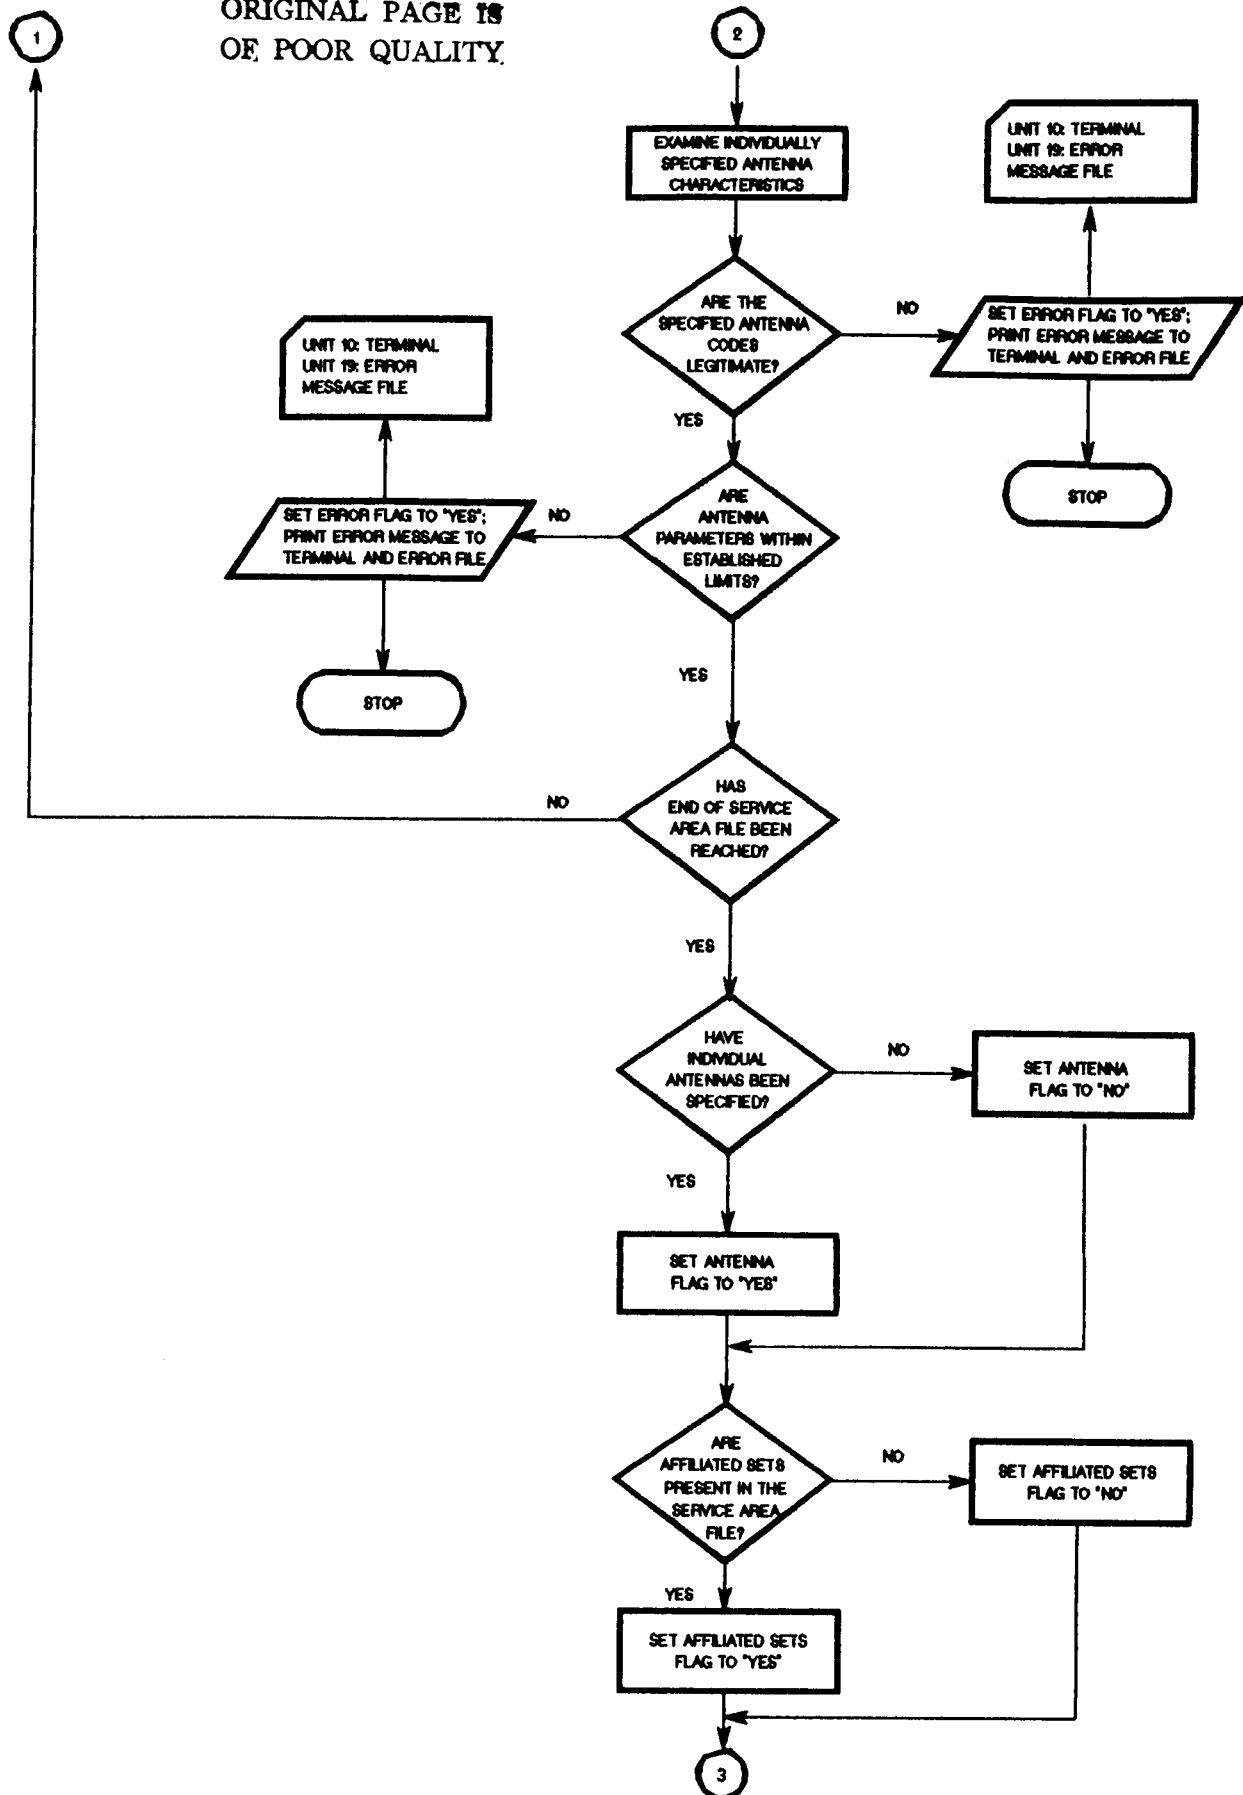 ORIGINAL PAGE IS
OF POOR QUALITY
1
2
EXAMINE INDIVIDUALLY
SPECIFIED ANTENNA
CHARACTERISTICS
UNIT 10: TERMINAL
UNIT 19: ERROR
MESSAGE FILE
ARE THE
SPECIFIED ANTENNA
CODES
LEGITIMATE?
NO
SET ERROR FLAG TO "YES";
PRINT ERROR MESSAGE TO
TERMINAL AND ERROR FILE
STOP
YES
UNIT 10: TERMINAL
UNIT 19: ERROR
MESSAGE FILE
ARE
ANTENNA
PARAMETERS WITHIN
ESTABLISHED
LIMITS?
NO
SET ERROR FLAG TO "YES";
PRINT ERROR MESSAGE TO
TERMINAL AND ERROR FILE
STOP
YES
HAS
END OF SERVICE
AREA FILE BEEN
REACHED?
NO
YES
HAVE
INDIVIDUAL
ANTENNAS BEEN
SPECIFIED?
NO
SET ANTENNA
FLAG TO "NO"
YES
SET ANTENNA
FLAG TO "YES"
ARE
AFFILIATED SETS
PRESENT IN THE
SERVICE AREA
FILE?
NO
SET AFFILIATED SETS
FLAG TO "NO"
YES
SET AFFILIATED SETS
FLAG TO "YES"
3